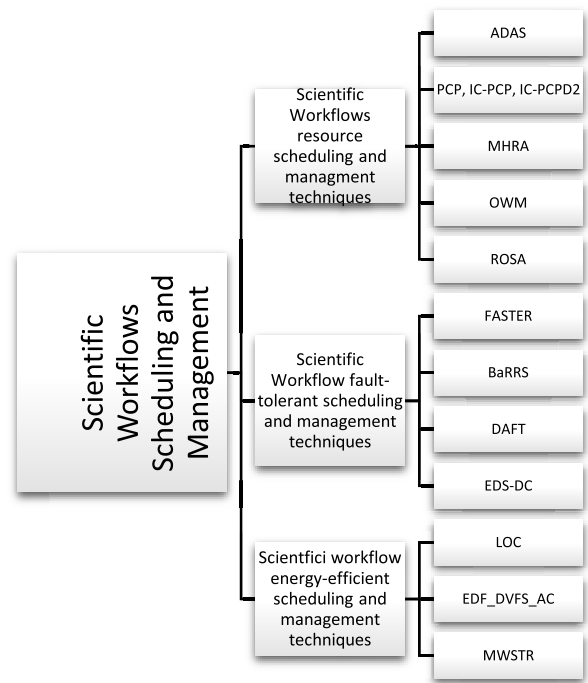 Scientific
Workflows
Scheduling and
Management
Scientific
Workflows
resource
scheduling and
managment
techniques
ADAS
PCP, IC-PCP, IC-PCPD2
MHRA
OWM
ROSA
Scientific
Workflow fault-
tolerant scheduling
and management
techniques
FASTER
BaRRS
DAFT
EDS-DC
Scientfici workflow
energy-efficient
scheduling and
management
techniques
LOC
EDF_DVFS_AC
MWSTR